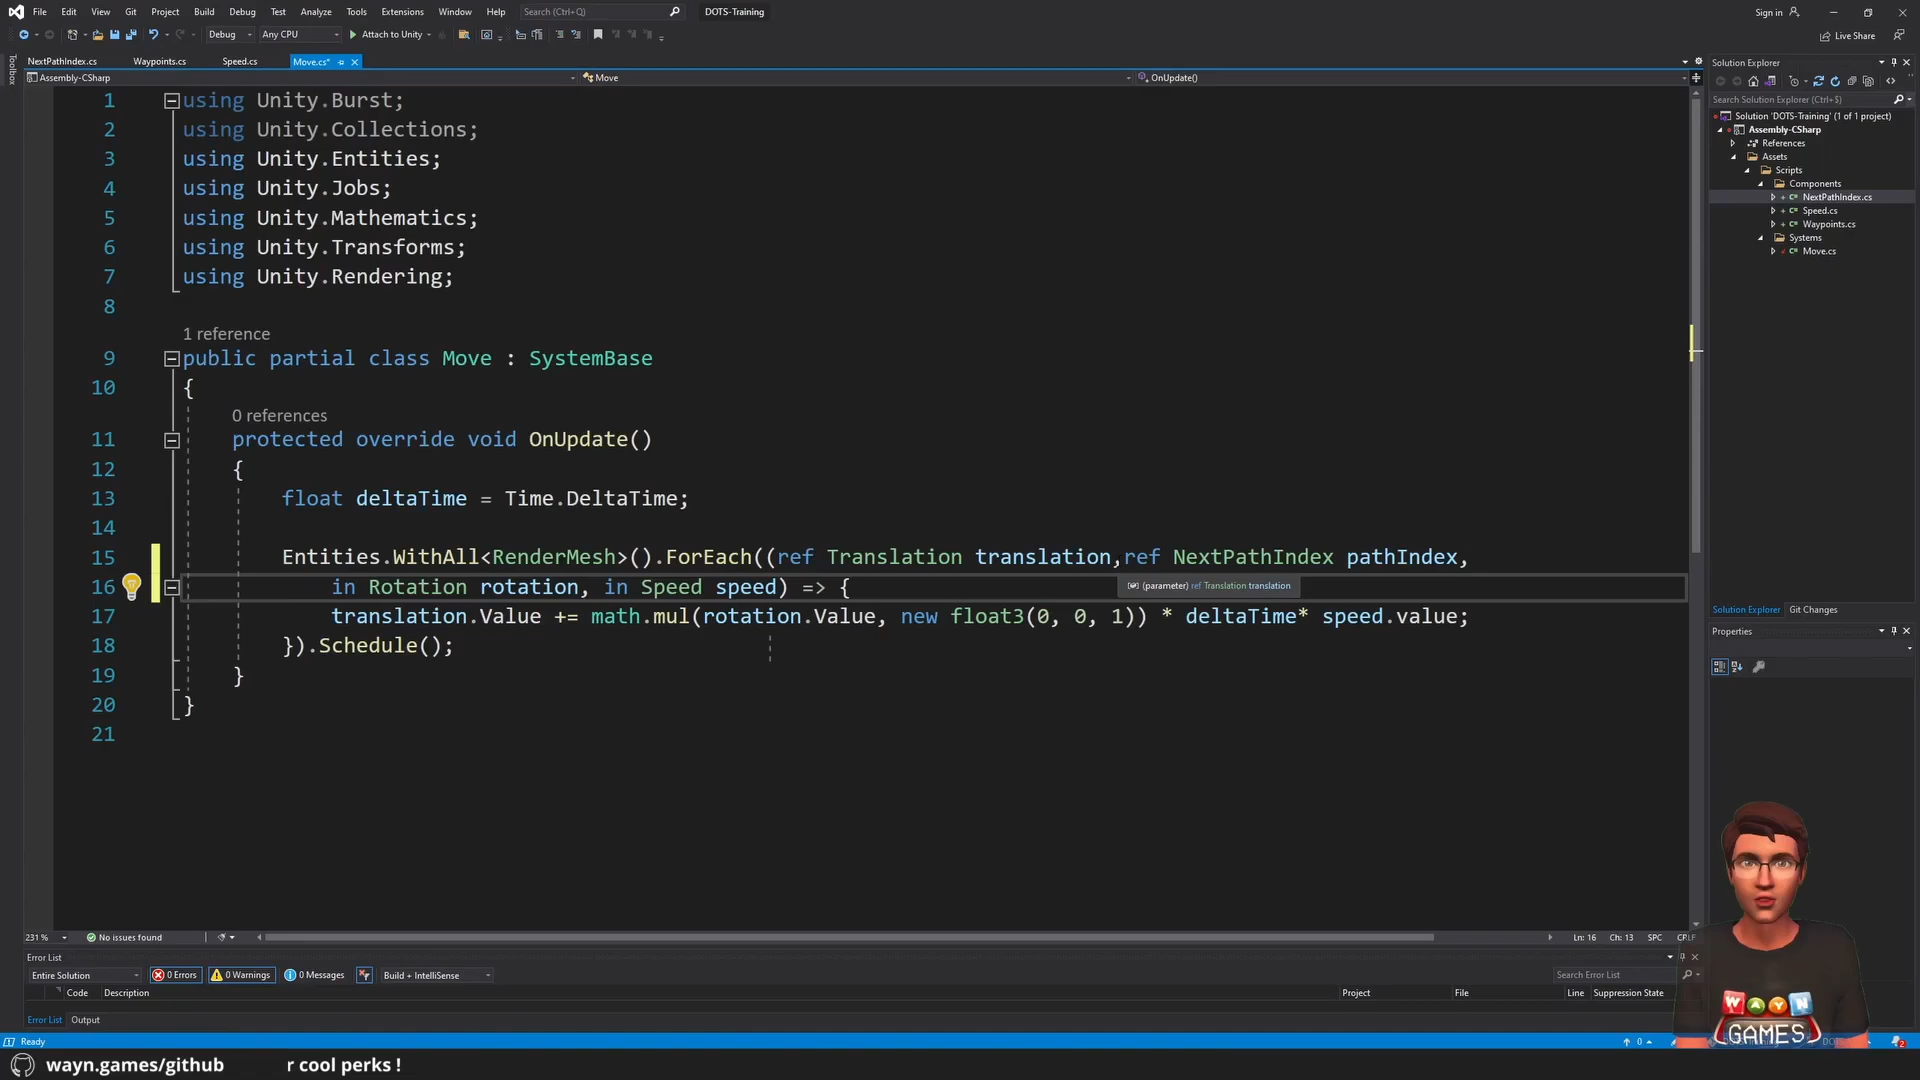 File Edit View Git Project Build Debug Test Analyze Tools Extensions Window Help Search (Ctrl+Q) DOTS-Training Sign in
Debug Any CPU Attach to Unity Live Share
NextPathIndex.cs Waypoints.cs Speed.cs Move.cs*
Assembly-CSharp Move OnUpdate()
1 using Unity.Burst;
2 using Unity.Collections;
3 using Unity.Entities;
4 using Unity.Jobs;
5 using Unity.Mathematics;
6 using Unity.Transforms;
7 using Unity.Rendering;
8
1 reference
9 public partial class Move : SystemBase
10 {
0 references
11 protected override void OnUpdate()
12 {
13 float deltaTime = Time.DeltaTime;
14
15 Entities.WithAll<RenderMesh>().ForEach((ref Translation translation,ref NextPathIndex pathIndex,
16 in Rotation rotation, in Speed speed) => {
(parameter) ref Translation translation
17 translation.Value += math.mul(rotation.Value, new float3(0, 0, 1)) * deltaTime* speed.value;
18 }).Schedule();
19 }
20 }
21
231 % No issues found Ln: 16 Ch: 13 SPC CRLF
Error List
Entire Solution 0 Errors 0 Warnings 0 Messages Build + IntelliSense Search Error List
Code Description Project File Line Suppression State
Error List Output
Ready 0
Toolbox
Solution Explorer
Search Solution Explorer (Ctrl+$)
Solution 'DOTS-Training' (1 of 1 project)
Assembly-CSharp
References
Assets
Scripts
Components
NextPathIndex.cs
Speed.cs
Waypoints.cs
Systems
Move.cs
Solution Explorer Git Changes
Properties
WAYN
GAMES
wayn.games/github r cool perks !